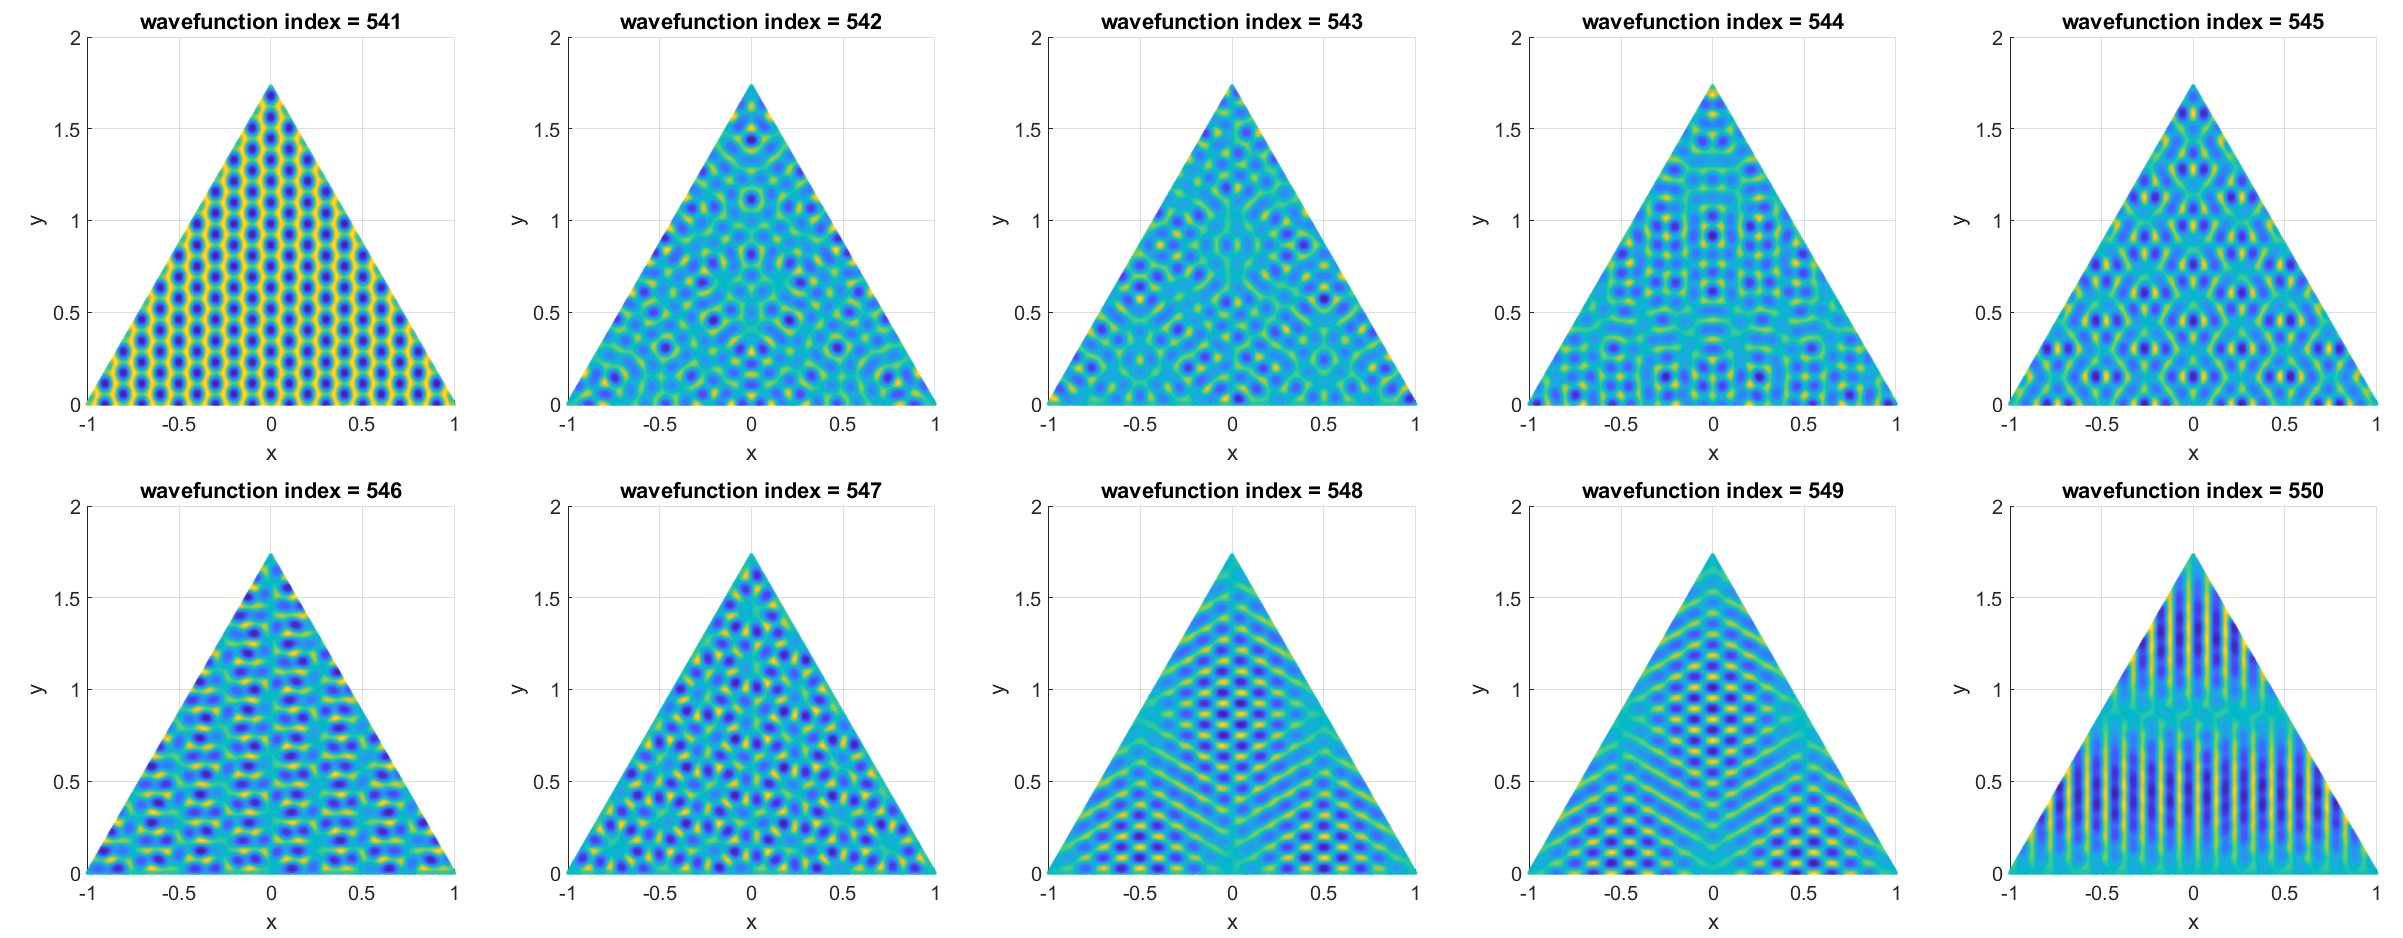 wavefunction index = 541
2
1.5
1
0.5
0
y
-1 -0.5 0 0.5 1
x
wavefunction index = 542
2
1.5
1
0.5
0
y
-1 -0.5 0 0.5 1
x
wavefunction index = 543
2
1.5
1
0.5
0
y
-1 -0.5 0 0.5 1
x
wavefunction index = 544
2
1.5
1
0.5
0
y
-1 -0.5 0 0.5 1
x
wavefunction index = 545
2
1.5
1
0.5
0
y
-1 -0.5 0 0.5 1
x
wavefunction index = 546
2
1.5
1
0.5
0
y
-1 -0.5 0 0.5 1
x
wavefunction index = 547
2
1.5
1
0.5
0
y
-1 -0.5 0 0.5 1
x
wavefunction index = 548
2
1.5
1
0.5
0
y
-1 -0.5 0 0.5 1
x
wavefunction index = 549
2
1.5
1
0.5
0
y
-1 -0.5 0 0.5 1
x
wavefunction index = 550
2
1.5
1
0.5
0
y
-1 -0.5 0 0.5 1
x